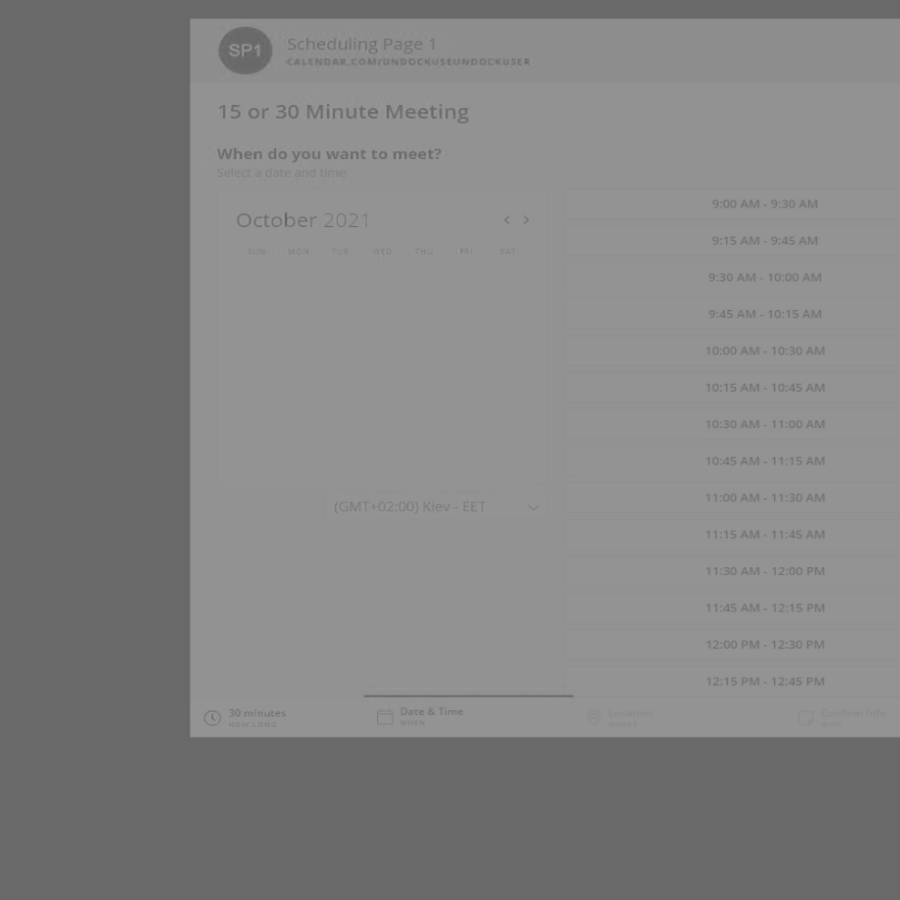 SP1
Scheduling Page 1
CALENDAR.COM/UNDOCKUSEUNDOCKUSER
15 or 30 Minute Meeting
When do you want to meet?
Select a date and time
October 2021
SUN MON TUE WED THU FRI SAT
(GMT+02:00) Kiev - EET
9:00 AM - 9:30 AM
9:15 AM - 9:45 AM
9:30 AM - 10:00 AM
9:45 AM - 10:15 AM
10:00 AM - 10:30 AM
10:15 AM - 10:45 AM
10:30 AM - 11:00 AM
10:45 AM - 11:15 AM
11:00 AM - 11:30 AM
11:15 AM - 11:45 AM
11:30 AM - 12:00 PM
11:45 AM - 12:15 PM
12:00 PM - 12:30 PM
12:15 PM - 12:45 PM
30 minutes
HOW LONG
Date & Time
WHEN
Location
WHERE
Confirm Info